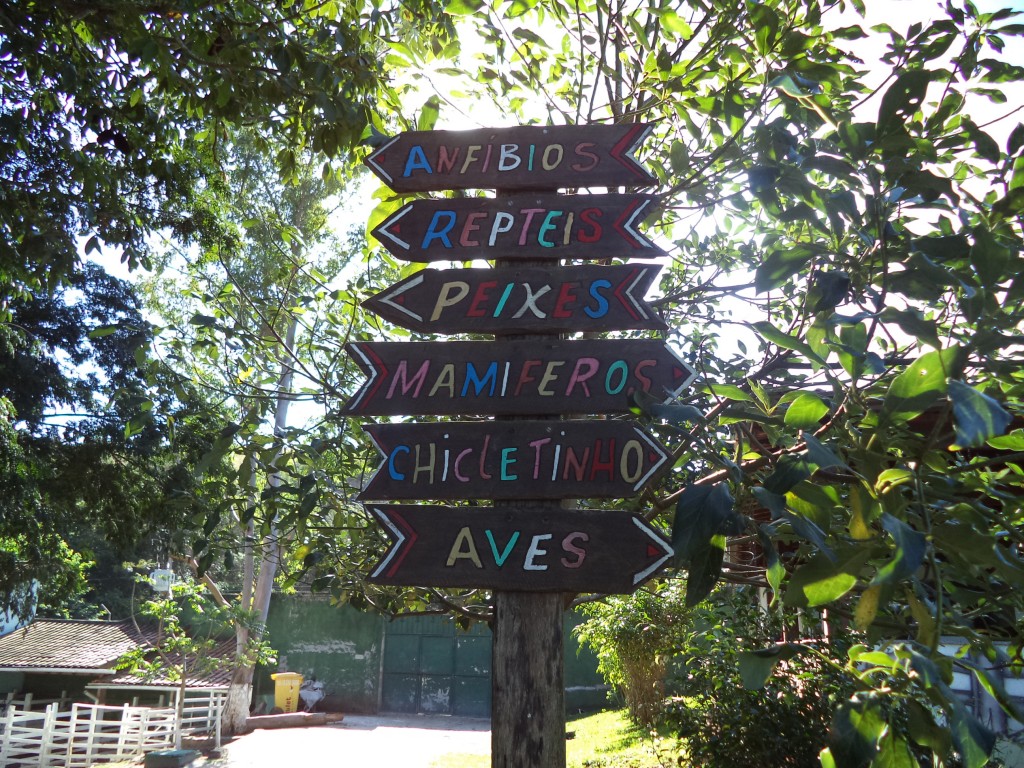 ANFIBIOS
REPTEIS
PEIXES
MAMIFEROS
CHICLETINHO
AVES